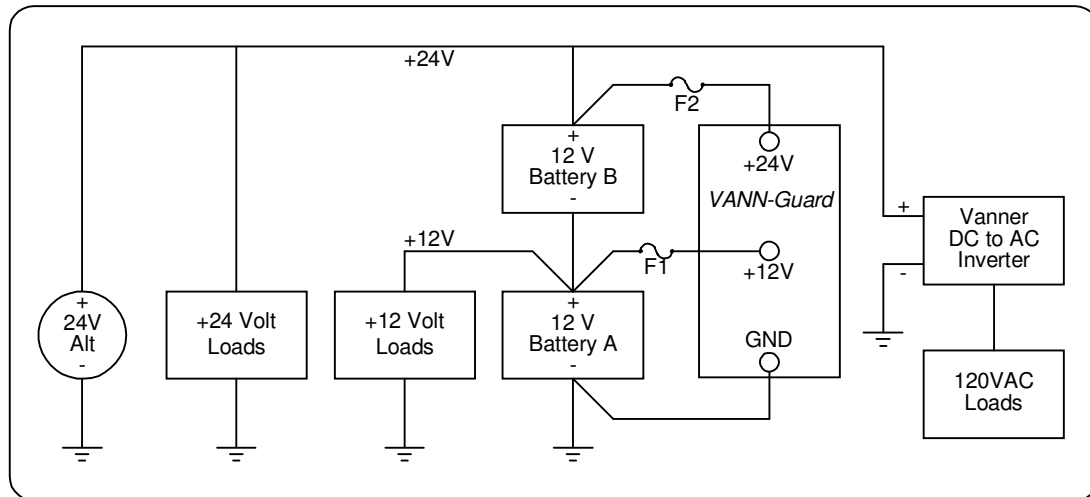 +24V
F2
+
12 V
Battery B
-
+24V
VANN-Guard
+12V
F1
+12V
+
24V
Alt
-
+24 Volt
Loads
+12 Volt
Loads
+
12 V
Battery A
-
GND
+
-
Vanner
DC to AC
Inverter
120VAC
Loads